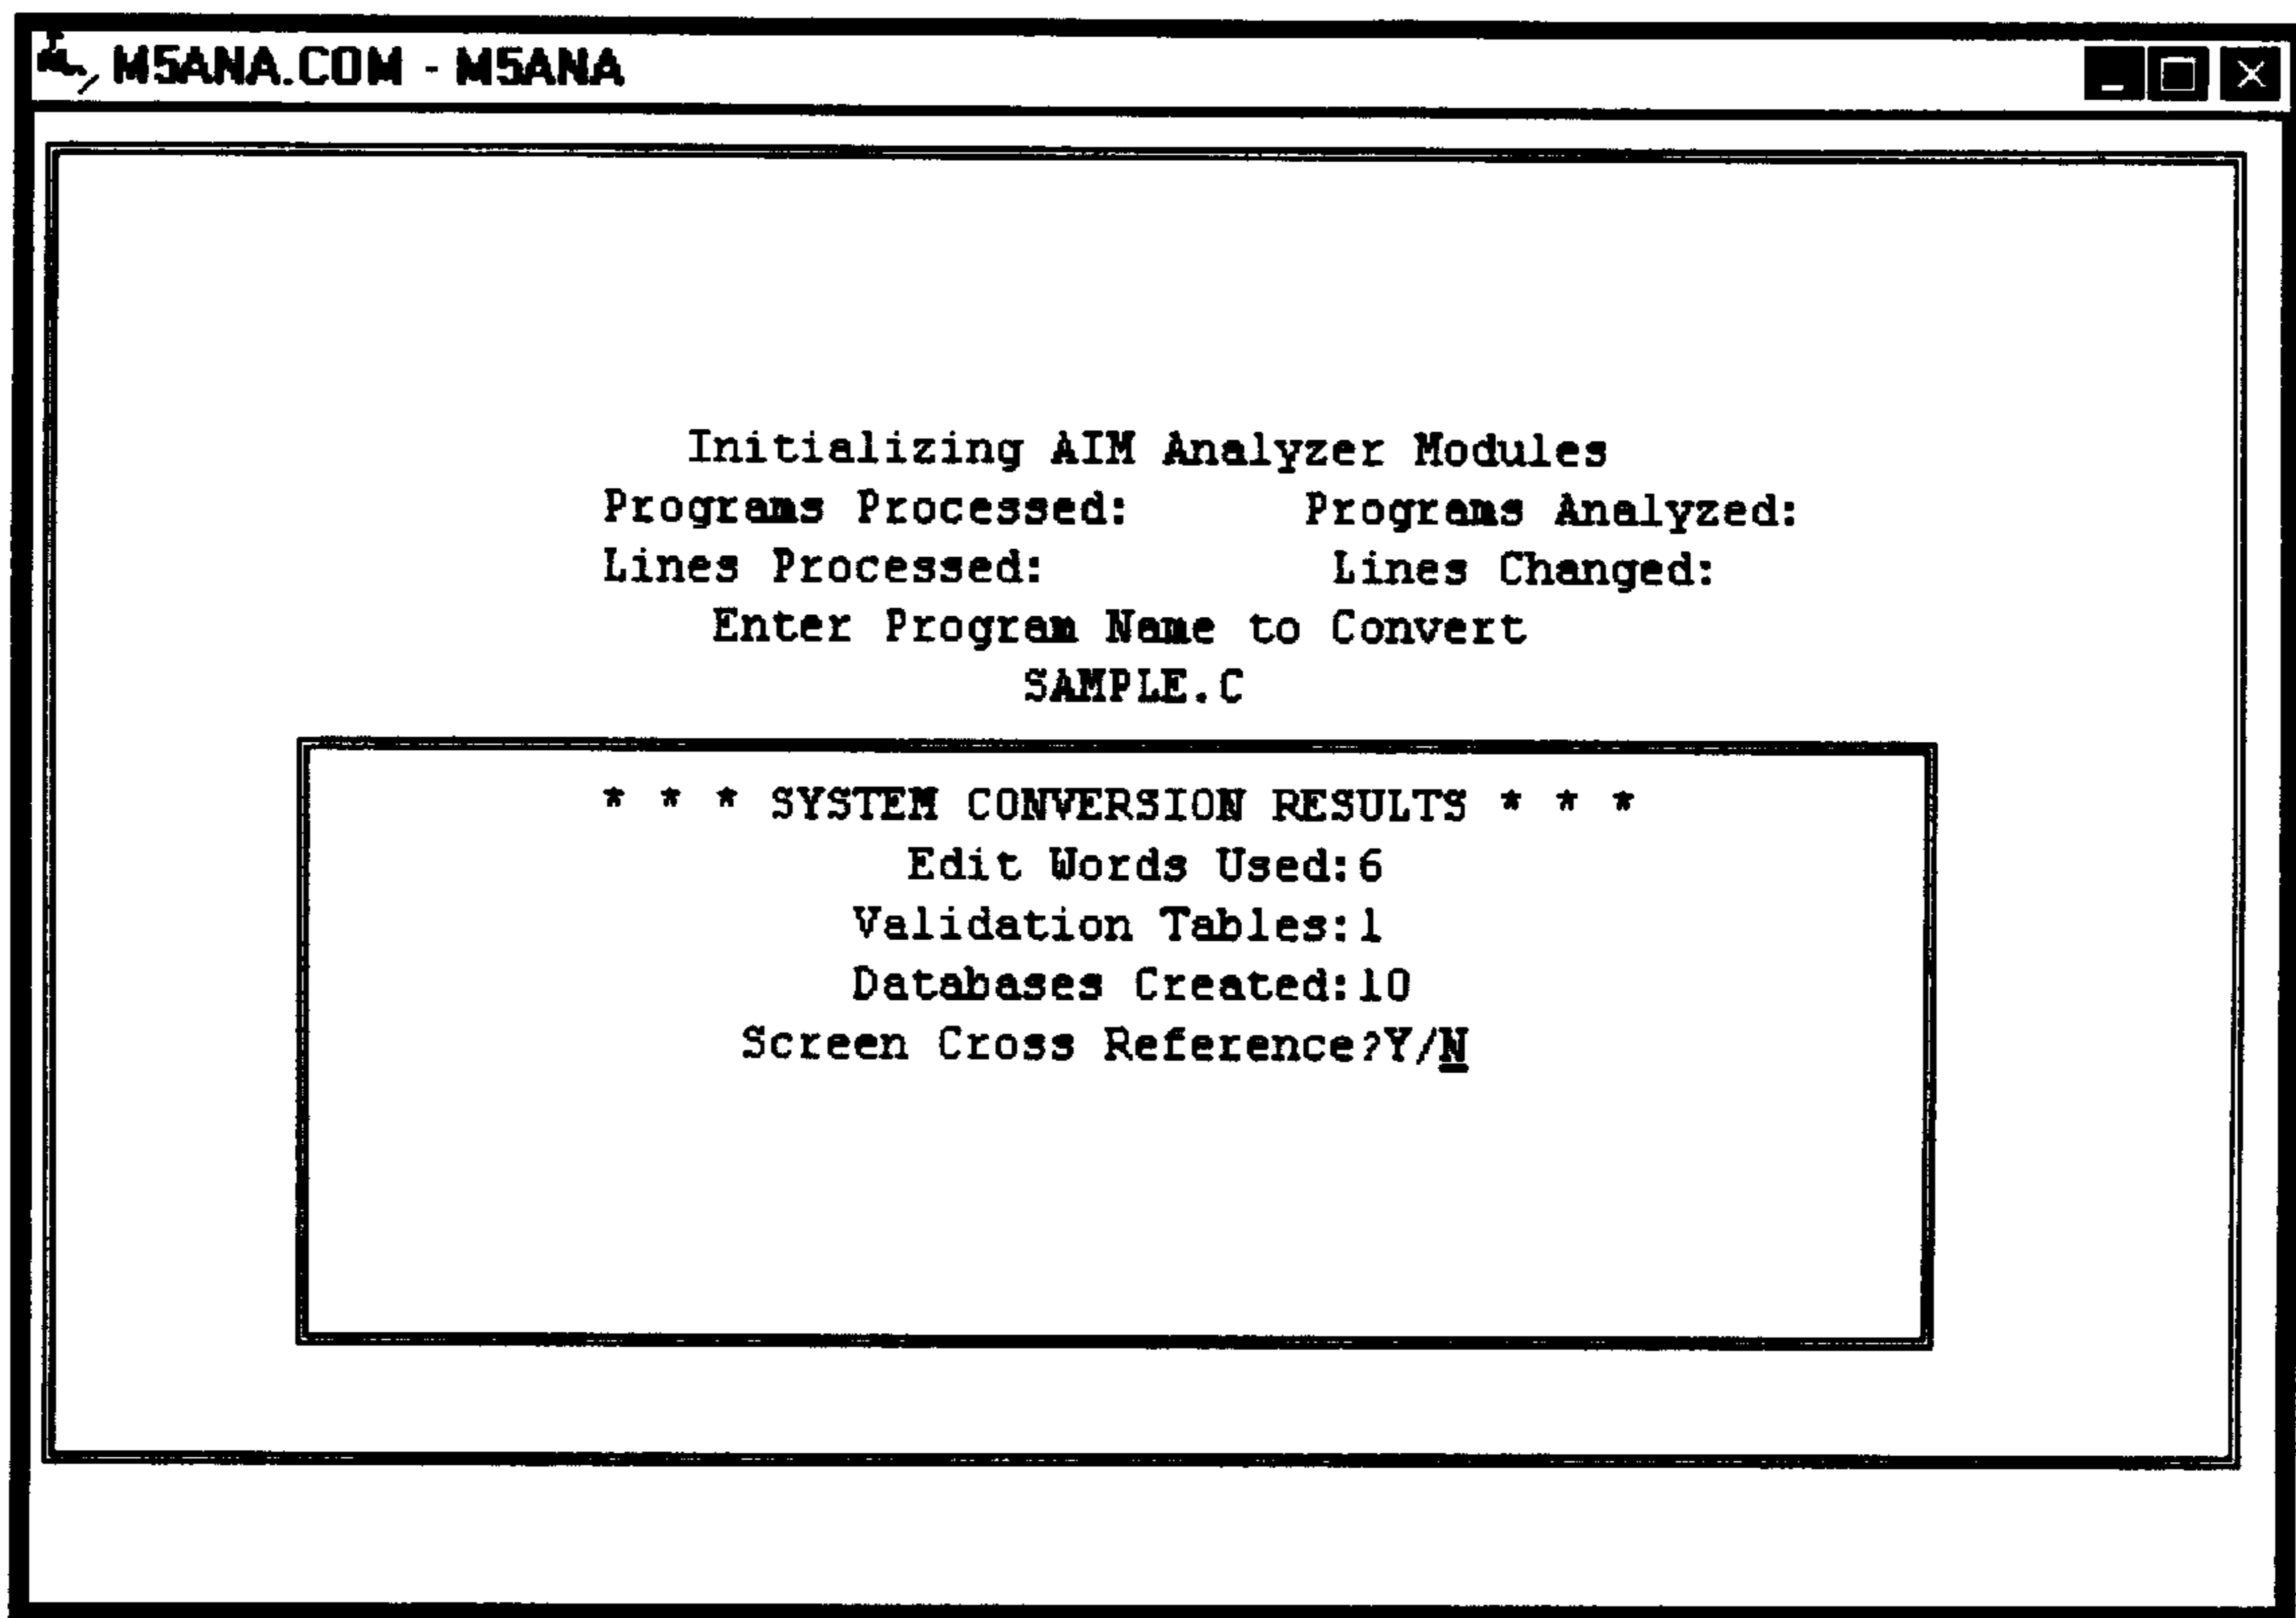 M5ANA.COM - M5ANA
Initializing AIM Analyzer Modules
Programs Processed: Programs Analyzed:
Lines Processed: Lines Changed:
Enter Program Name to Convert
SAMPLE.C
* * * SYSTEM CONVERSION RESULTS * * *
Edit Words Used:6
Validation Tables:1
Databases Created:10
Screen Cross Reference?Y/N